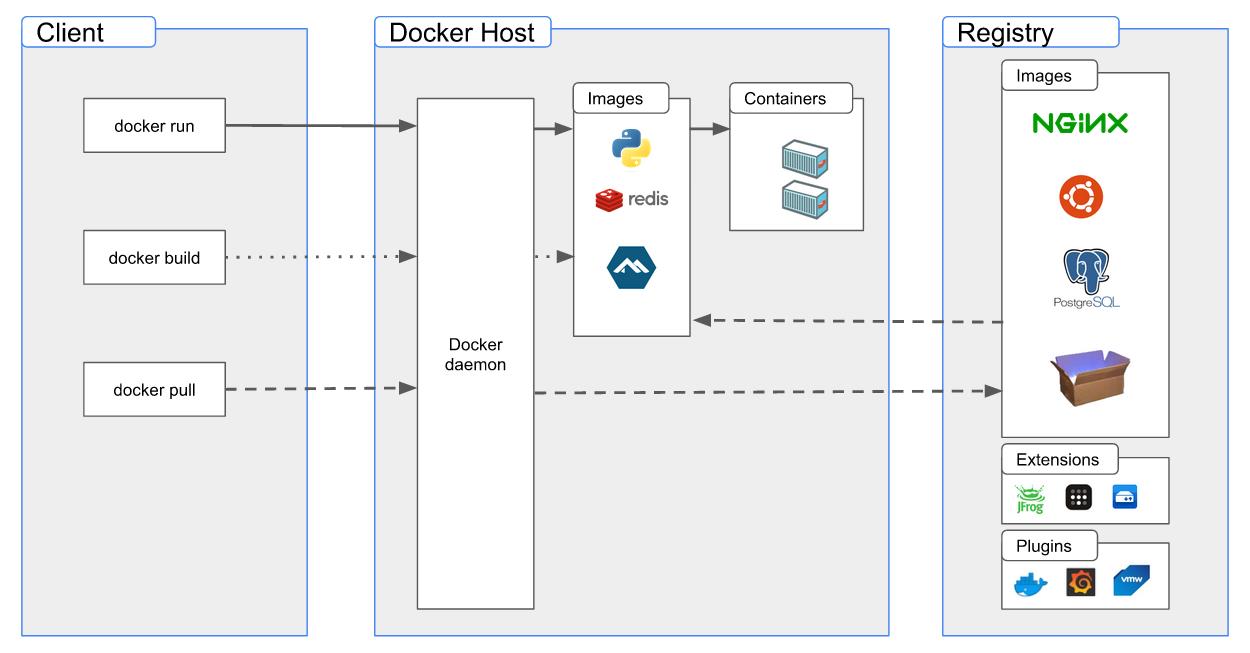 Client
Docker Host
Registry
docker run
docker build
docker pull
Docker
daemon
Images
redis
Containers
Images
NGINX
PostgreSQL
Extensions
JFrog
Plugins
vmw